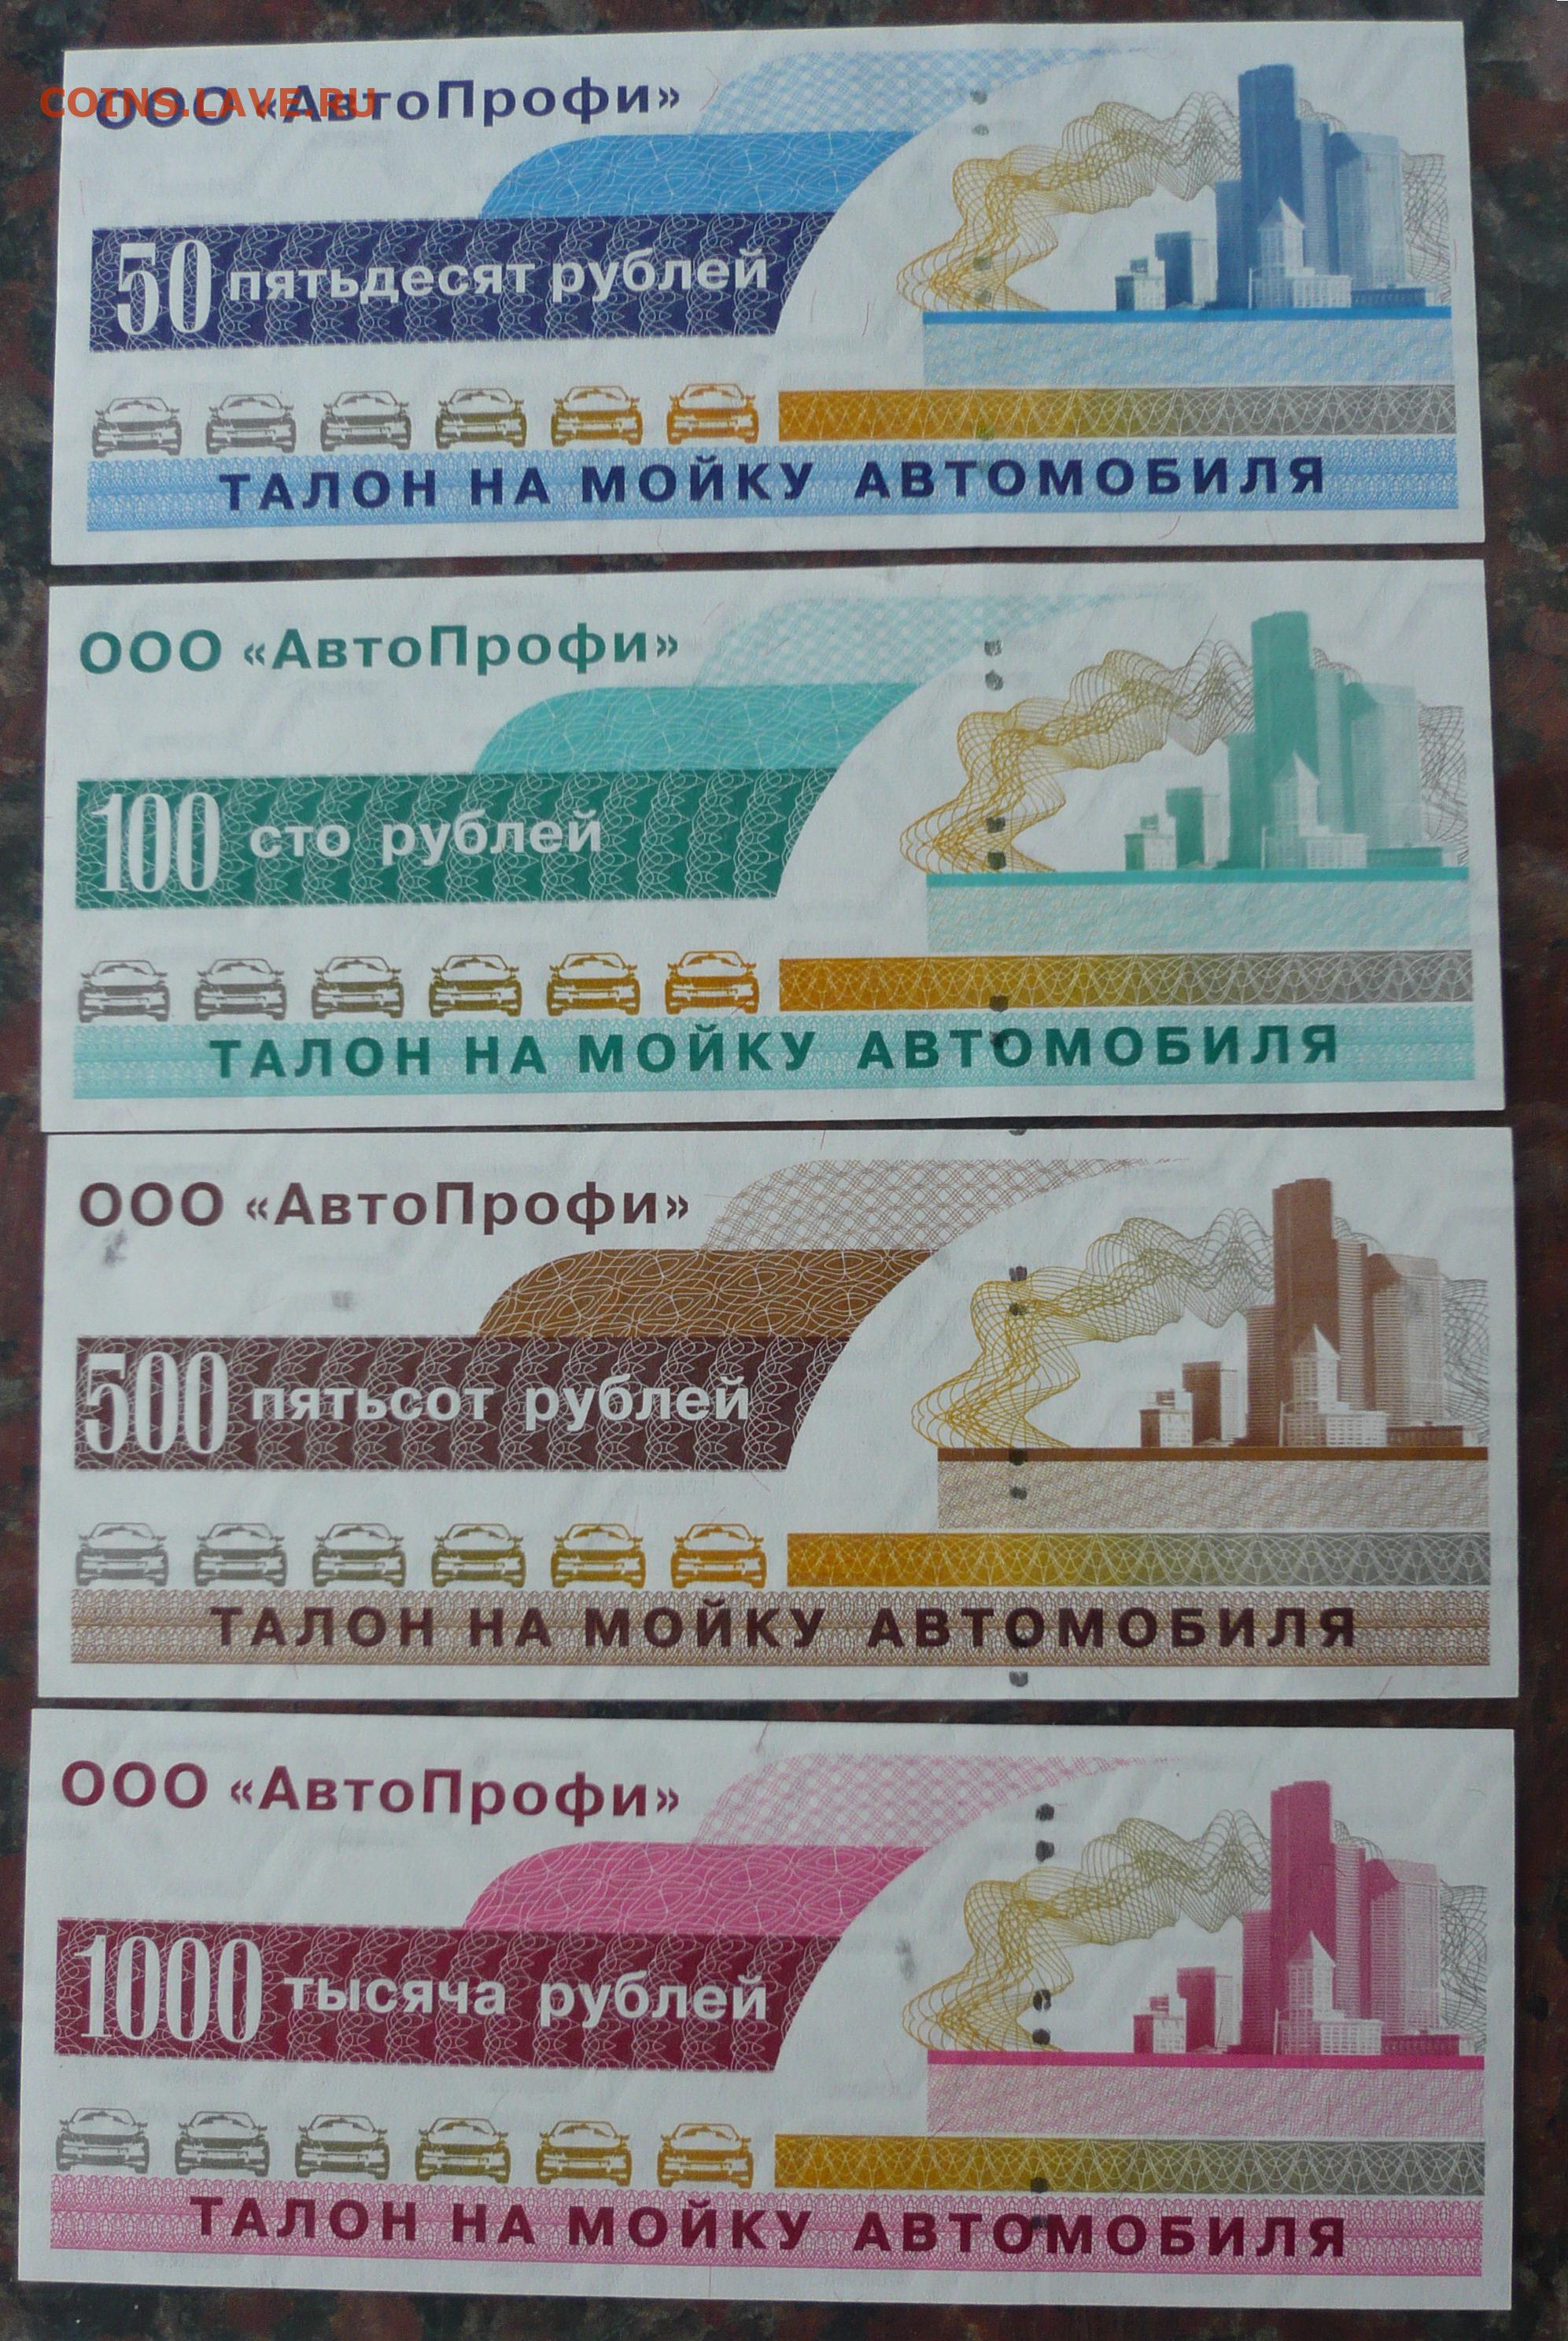 COINS.LAVE.RU
ООО «АвтоПрофи»
50 пятьдесят рублей
ТАЛОН НА МОЙКУ АВТОМОБИЛЯ
ООО «АвтоПрофи»
100 сто рублей
ТАЛОН НА МОЙКУ АВТОМОБИЛЯ
ООО «АвтоПрофи»
500 пятьсот рублей
ТАЛОН НА МОЙКУ АВТОМОБИЛЯ
ООО «АвтоПрофи»
1000 тысяча рублей
ТАЛОН НА МОЙКУ АВТОМОБИЛЯ